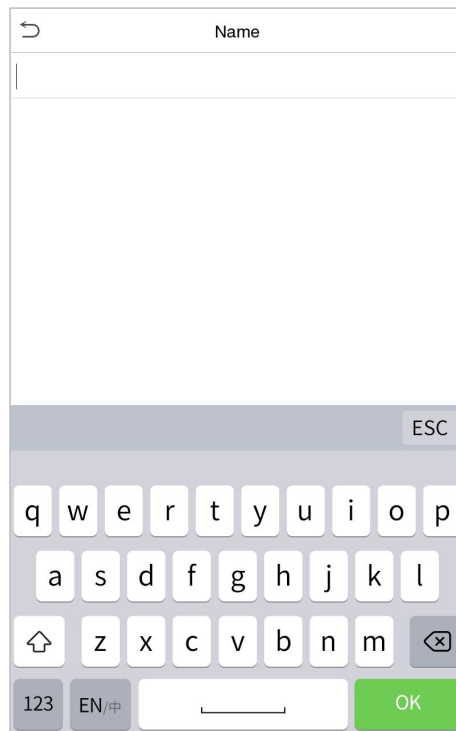 Name
ESC
q w e r t y u i o p
a s d f g h j k l
z x c v b n m
123 EN/中 OK